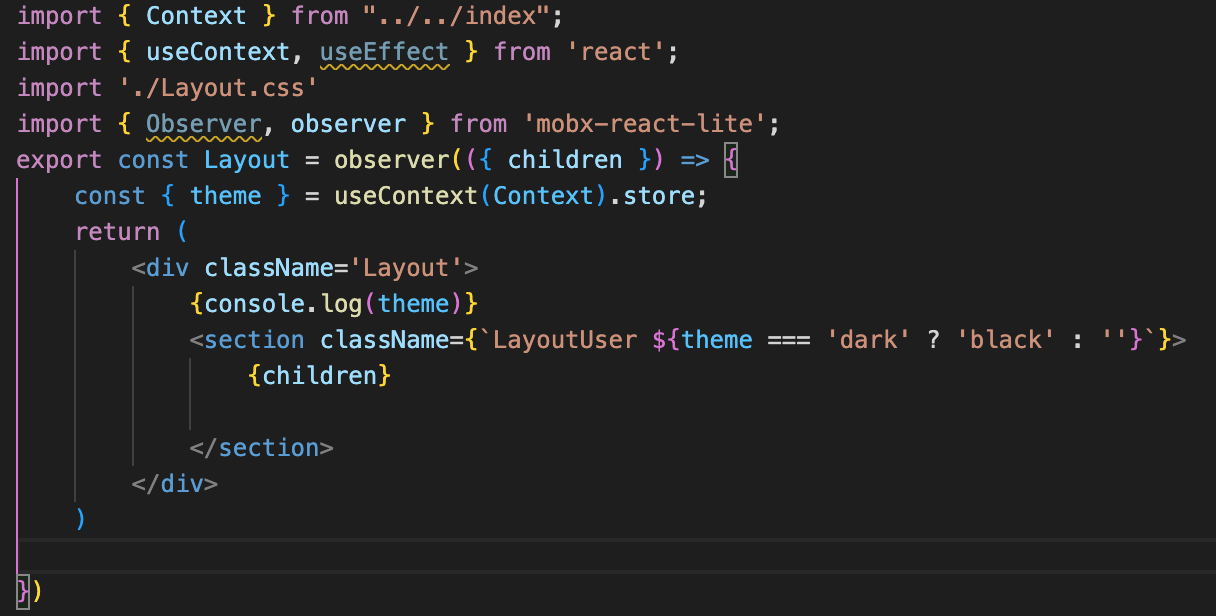 import { Context } from "../../index";
import { useContext, useEffect } from 'react';
import './Layout.css'
import { Observer, observer } from 'mobx-react-lite';
export const Layout = observer(({ children }) => {
    const { theme } = useContext(Context).store;
    return (
        <div className='Layout'>
            {console.log(theme)}
            <section className={`LayoutUser ${theme === 'dark' ? 'black' : ''}`}>
                {children}

            </section>
        </div>
    )

})